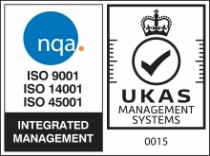 nqa.
ISO 9001
ISO 14001
ISO 45001
INTEGRATED
MANAGEMENT
UKAS
MANAGEMENT
SYSTEMS
0015